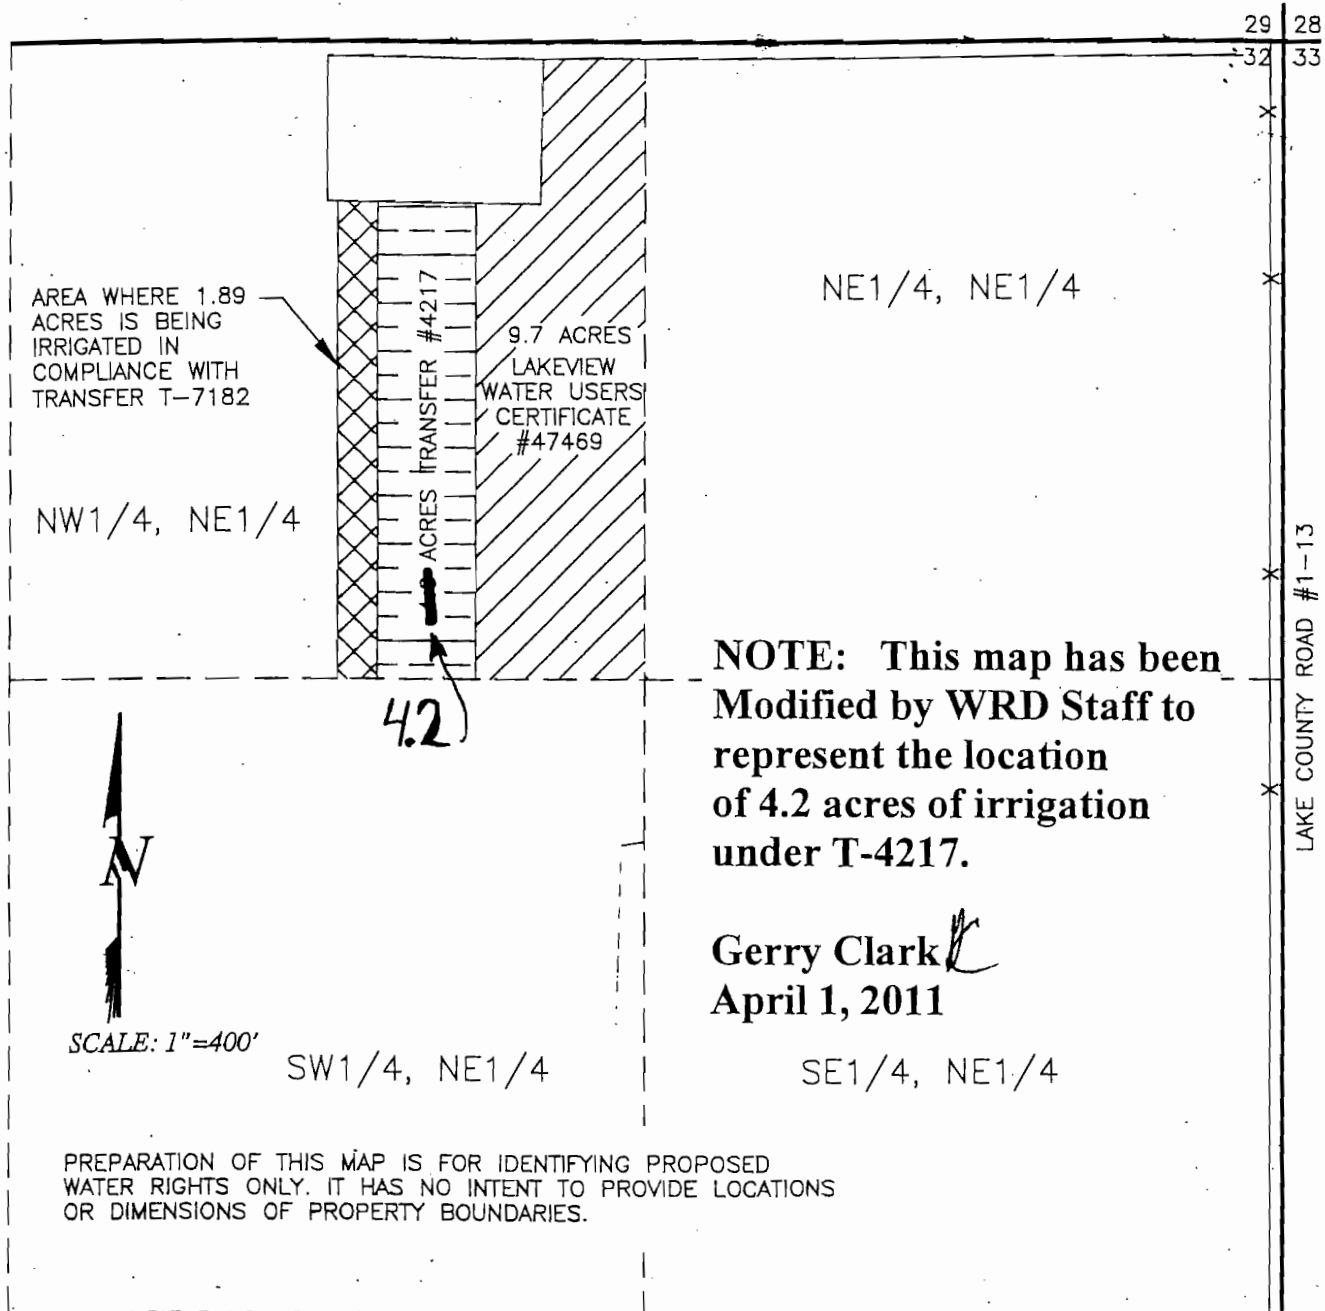 29 28
32 33
NE1/4, NE1/4
AREA WHERE 1.89
ACRES IS BEING
IRRIGATED IN
COMPLIANCE WITH
TRANSFER T-7182
ACRES TRANSFER #4217
9.7 ACRES
LAKEVIEW
WATER USERS
CERTIFICATE
#47469
NW1/4, NE1/4
4.2
LAKE COUNTY ROAD #1-13
NOTE: This map has been
Modified by WRD Staff to
represent the location
of 4.2 acres of irrigation
under T-4217.
N
Gerry Clark
April 1, 2011
SCALE: 1"=400'
SW1/4, NE1/4
SE1/4, NE1/4
PREPARATION OF THIS MAP IS FOR IDENTIFYING PROPOSED
WATER RIGHTS ONLY. IT HAS NO INTENT TO PROVIDE LOCATIONS
OR DIMENSIONS OF PROPERTY BOUNDARIES.